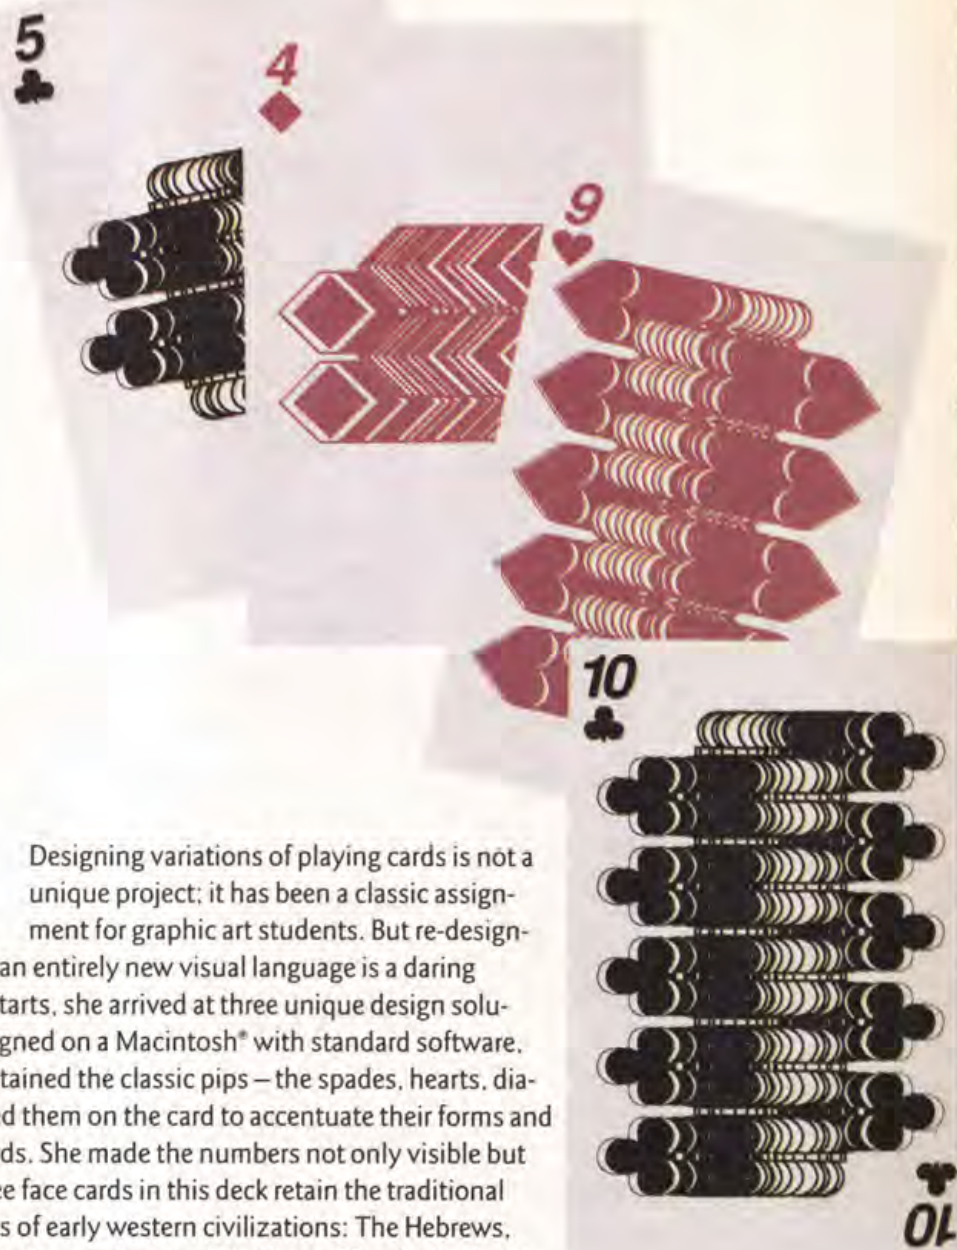 5
4
9
10
Designing variations of playing cards is not a
unique project; it has been a classic assign-
ment for graphic art students. But re-design-
an entirely new visual language is a daring
tarts, she arrived at three unique design solu-
gned on a Macintosh® with standard software,
tained the classic pips – the spades, hearts, dia-
d them on the card to accentuate their forms and
ds. She made the numbers not only visible but
e face cards in this deck retain the traditional
s of early western civilizations: The Hebrews,
10